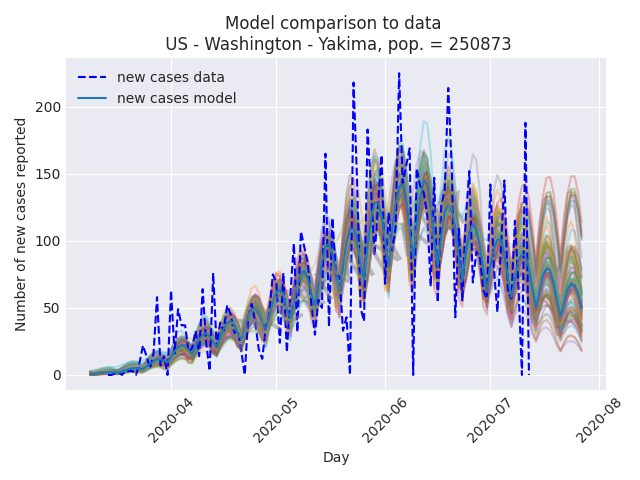 Model comparison to data
US - Washington - Yakima, pop. = 250873
new cases data
new cases model
Number of new cases reported
200
150
100
50
0
2020-04
2020-05
2020-06
2020-07
2020-08
Day